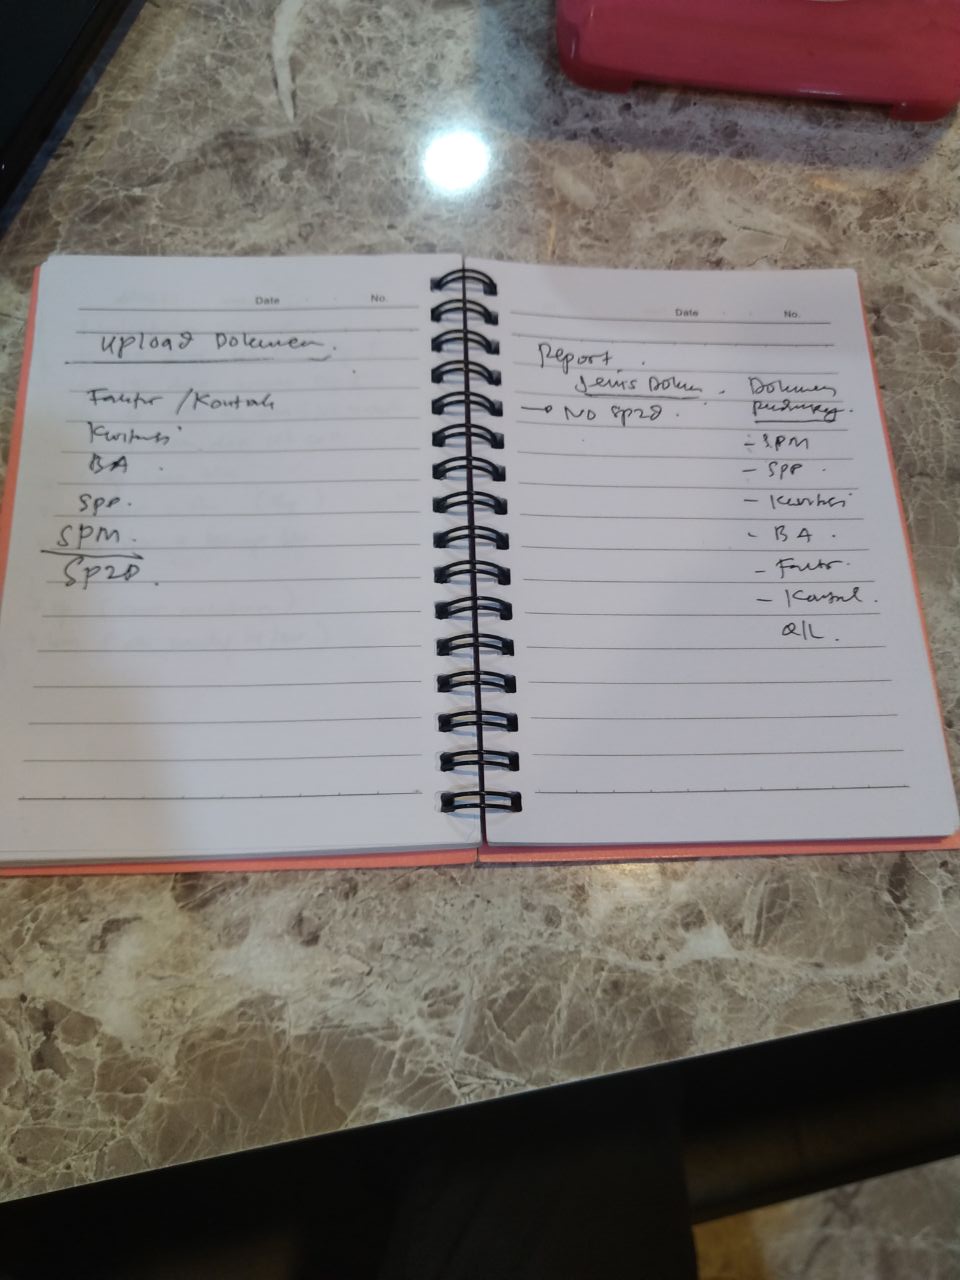 Date No.
Upload Dokumen.
Faktur / Kontrak
Kwitansi
BA.
SPP.
SPM.
SP2D.
Date No.
Report.
Jenis Dokum. Dokumen
→ No SP2D. pendukung.
- SPM
- SPP.
- Kwitansi
- BA.
- Faktur.
- Kontrak.